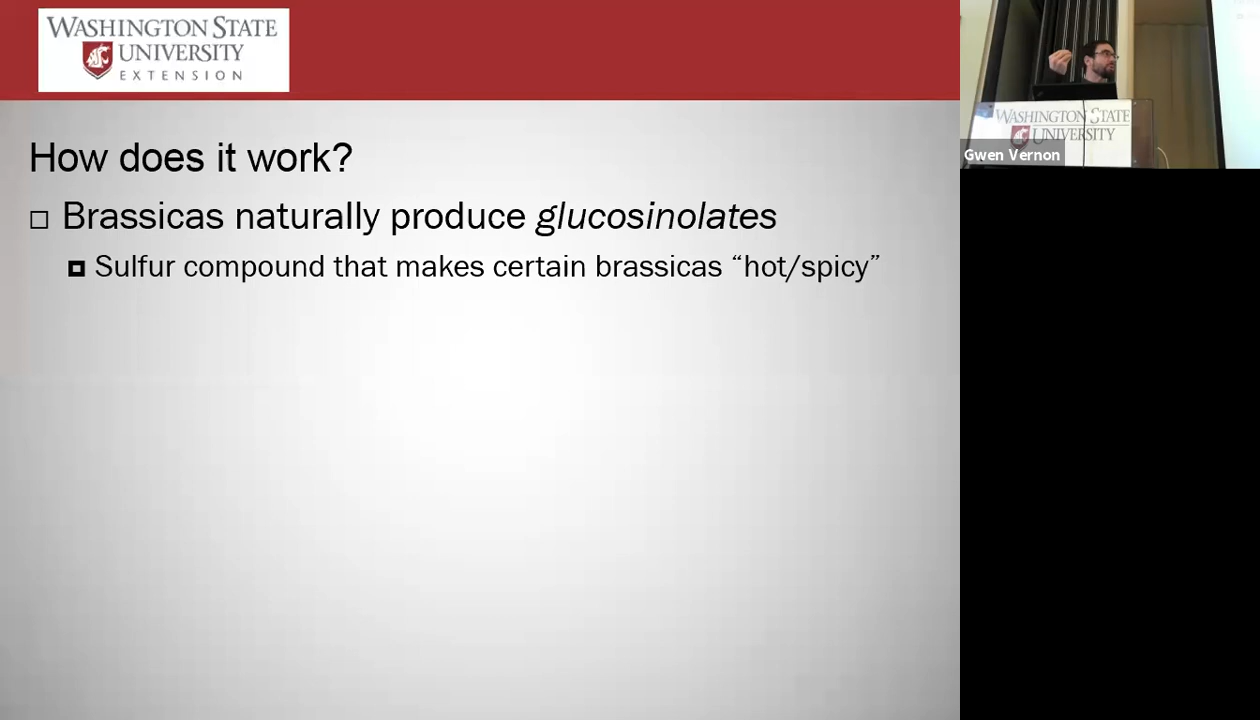 WASHINGTON STATE
UNIVERSITY
EXTENSION
How does it work?
Brassicas naturally produce glucosinolates
Sulfur compound that makes certain brassicas “hot/spicy”
WASHINGTON STATE
UNIVERSITY
Gwen Vernon